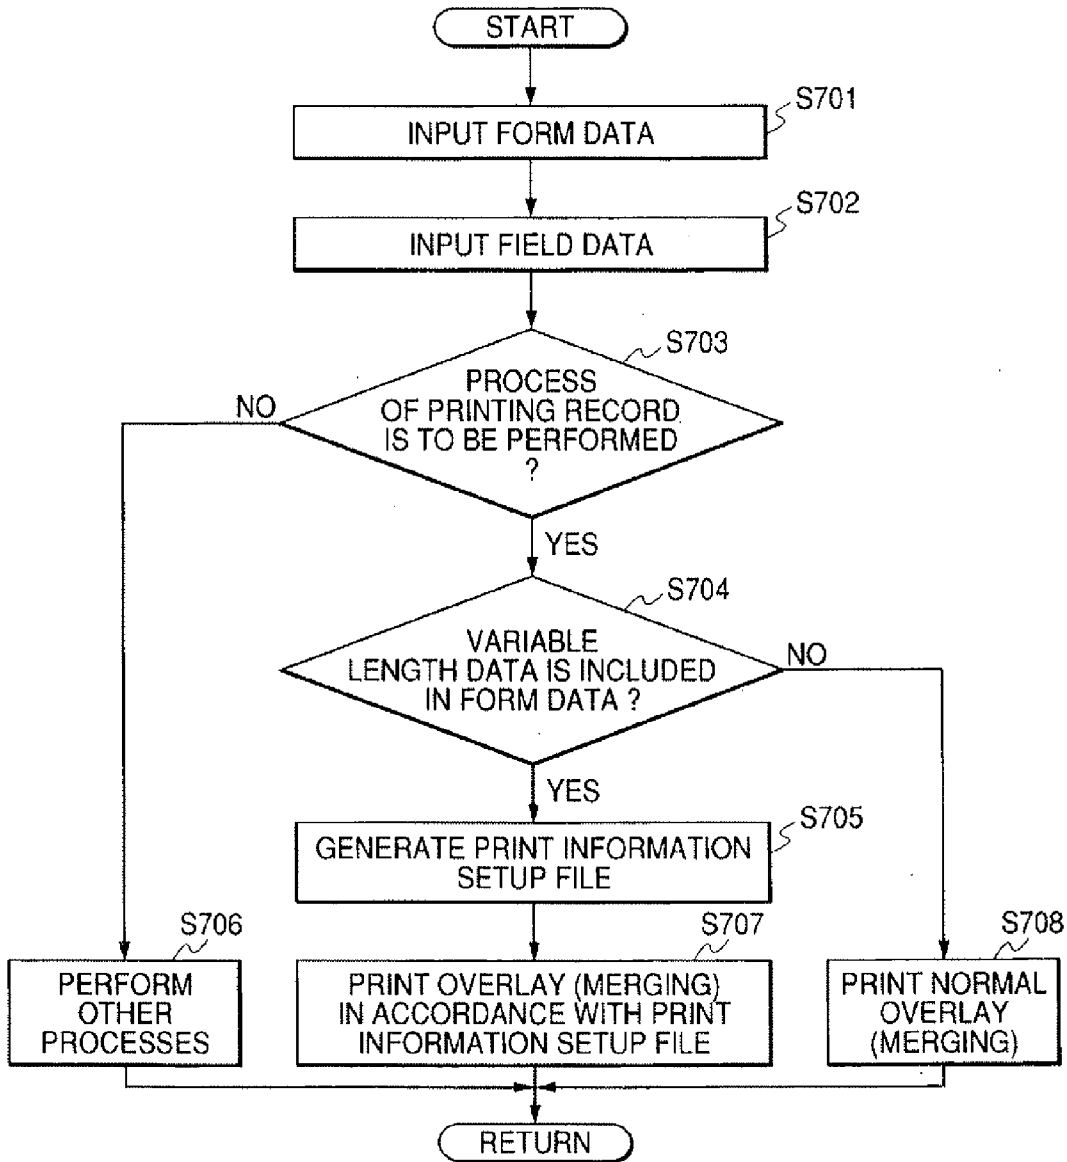 START
S701
INPUT FORM DATA
S702
INPUT FIELD DATA
S703
PROCESS
OF PRINTING RECORD
IS TO BE PERFORMED
?
NO
YES
S704
VARIABLE
LENGTH DATA IS INCLUDED
IN FORM DATA ?
NO
YES
S705
GENERATE PRINT INFORMATION
SETUP FILE
S706
PERFORM
OTHER
PROCESSES
S707
PRINT OVERLAY (MERGING)
IN ACCORDANCE WITH PRINT
INFORMATION SETUP FILE
S708
PRINT NORMAL
OVERLAY
(MERGING)
RETURN